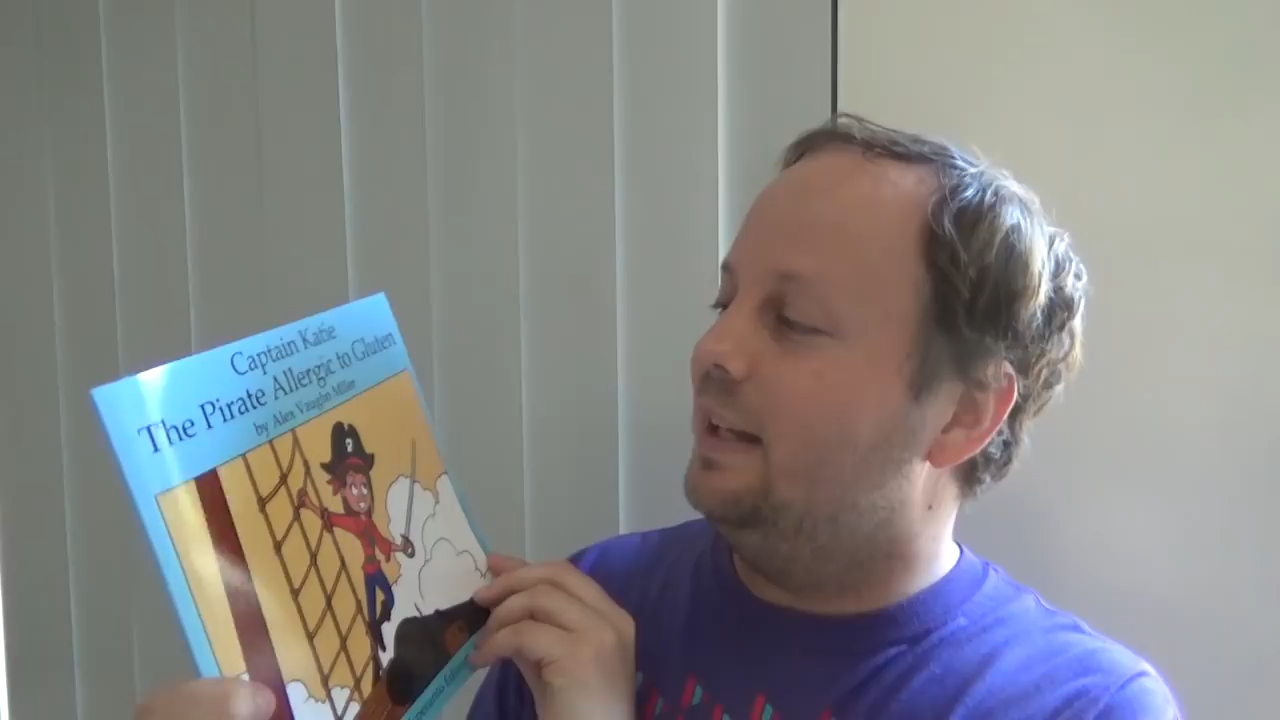 Captain Katie
The Pirate Allergic to Gluten
by Alex Vaughn Miller